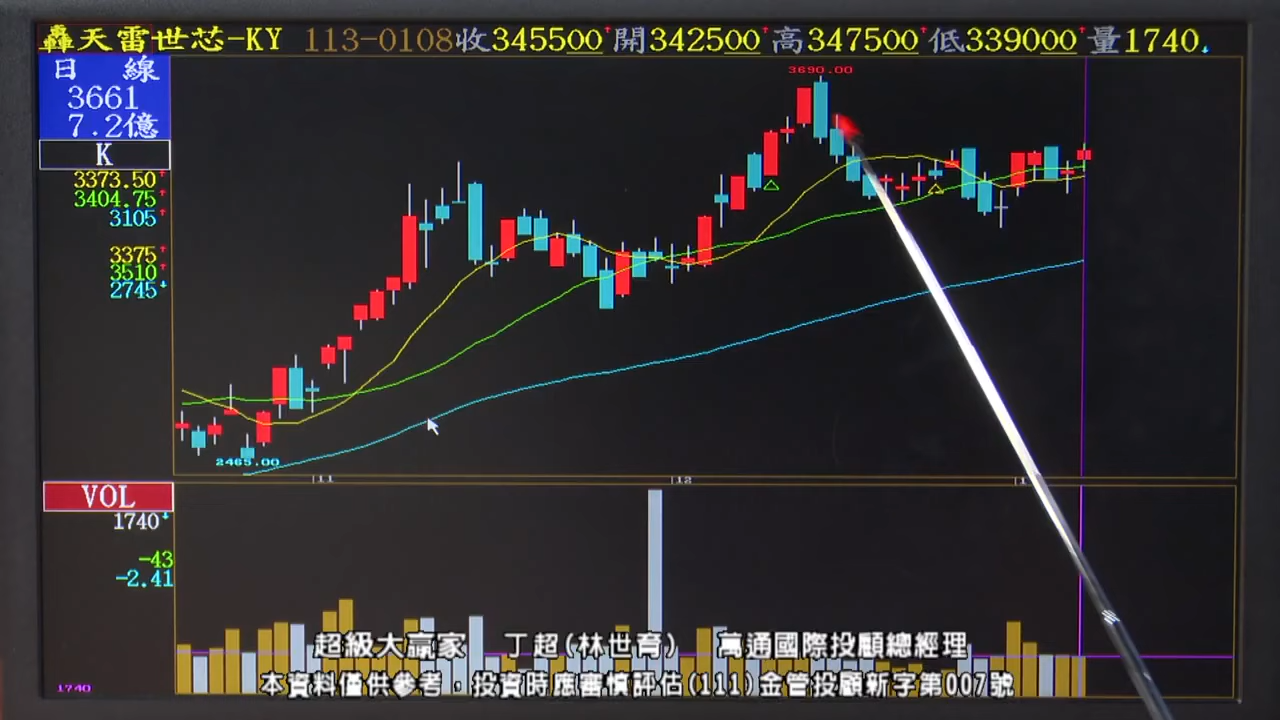 轟天雷世芯-KY 113-0108收345500↑開342500↑高347500↑低339000↑量1740↓
日 線
3661
7.2億
K
3373.50↑
3404.75↑
3105↑
3375↑
3510↑
2745↓
3690.00
2465.00
11 12 1
VOL
1740↓
-43
-2.41
超級大贏家 丁超(林世育) 萬通國際投顧總經理
1740
本資料僅供參考，投資時應審慎評估(111)金管投顧新字第007號